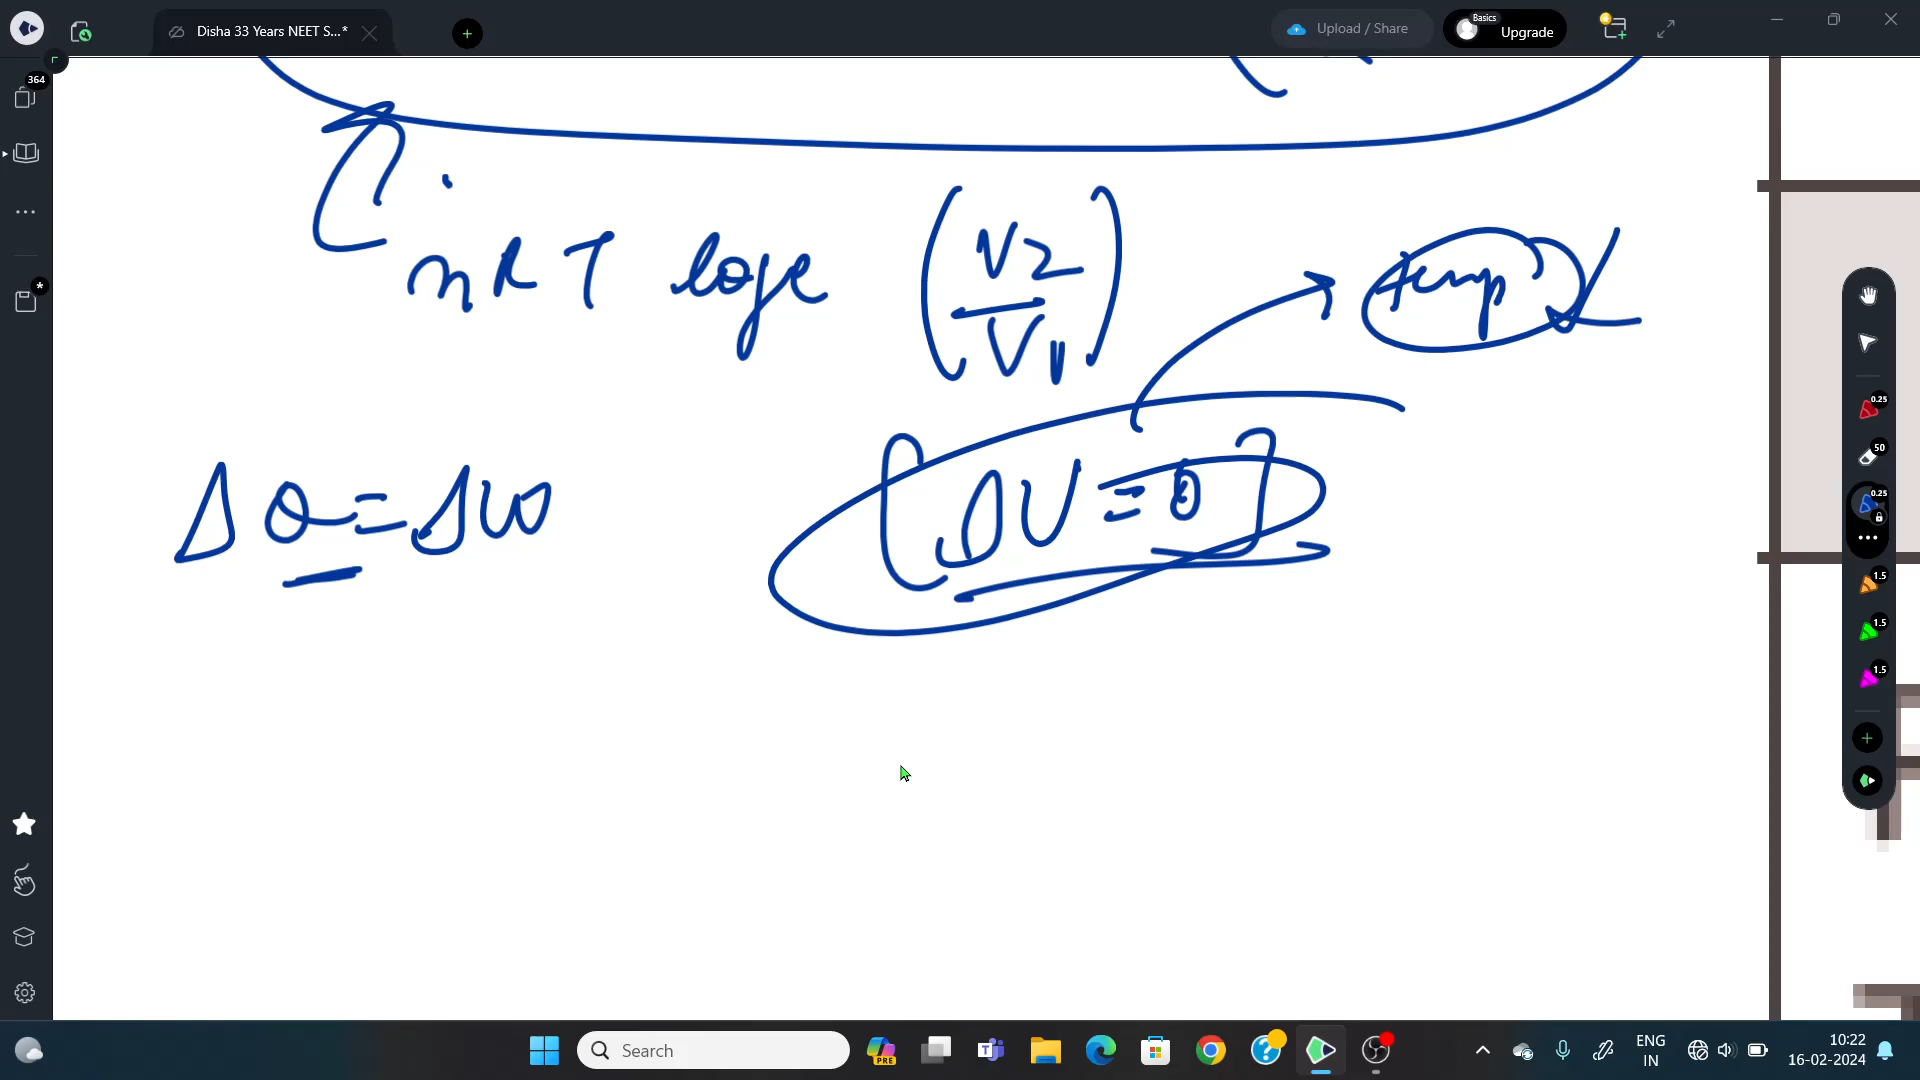 Disha 33 Years NEET S...*
Upload / Share
Basics
Upgrade
364
nRT loge (V2/V1)
temp
ΔQ = ΔW
[ΔU = 0]
0.25
50
0.25
1.5
1.5
1.5
Search
PRE
ENG
IN
10:22
16-02-2024